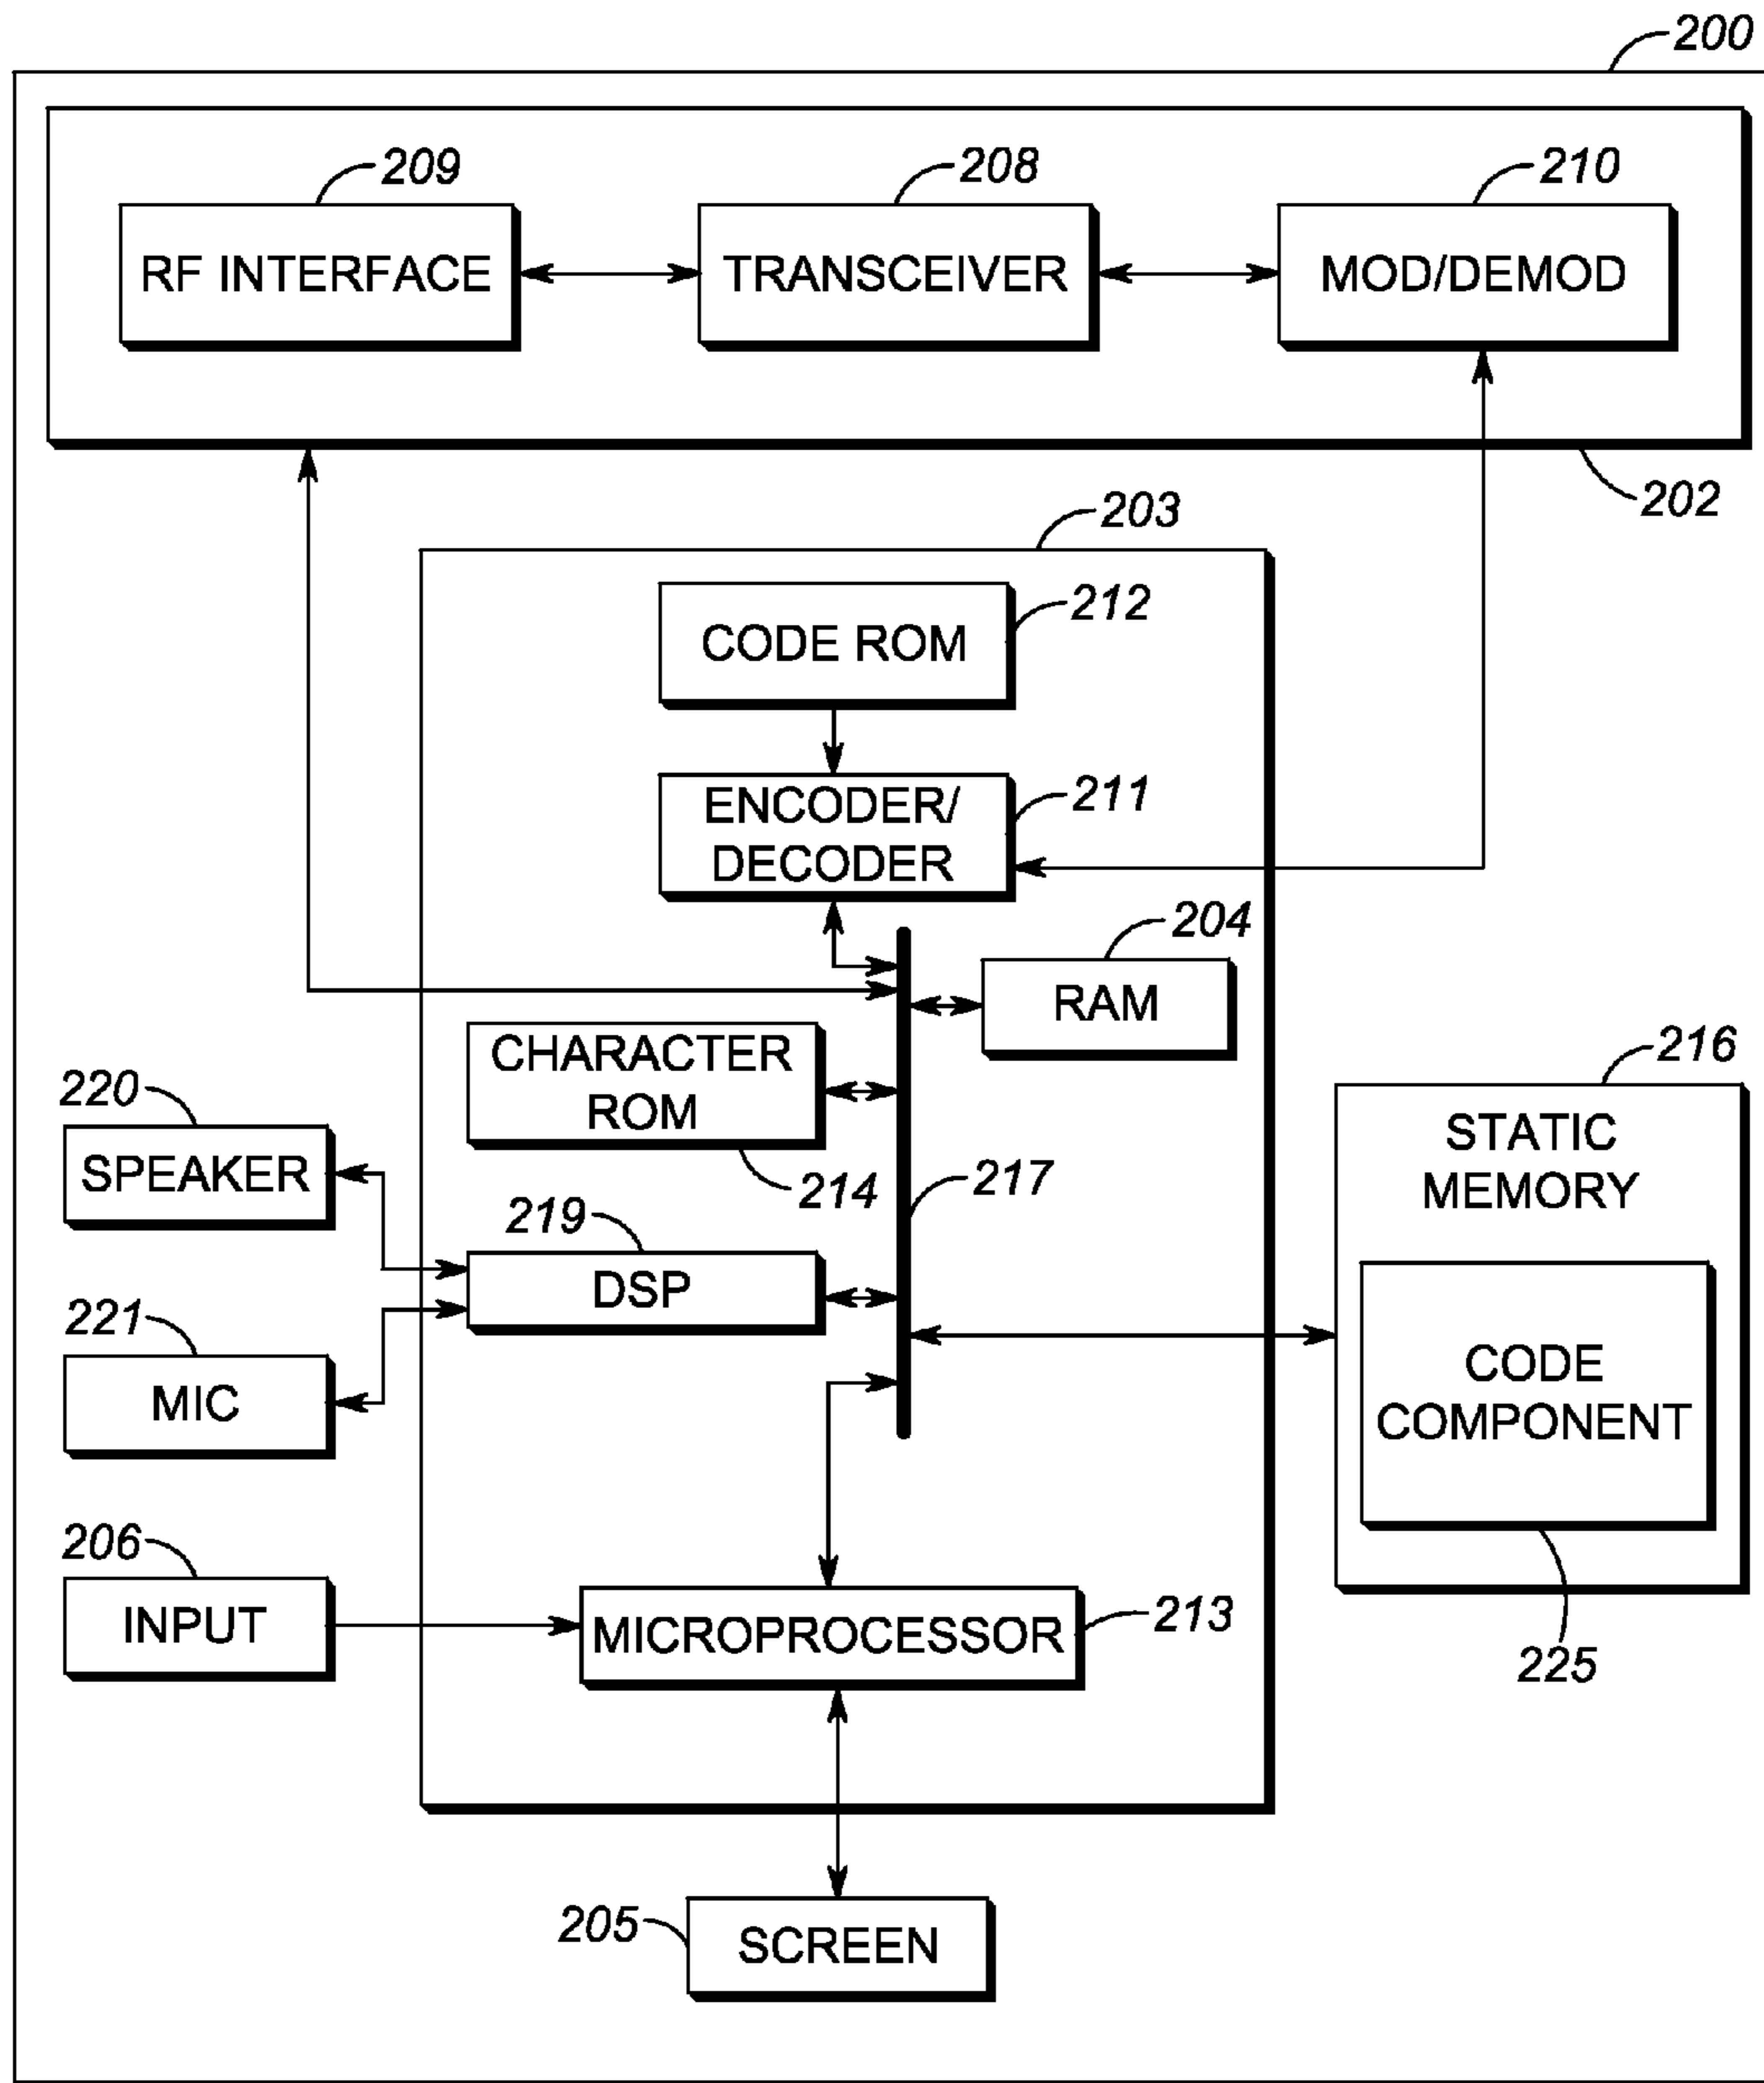 200
209
208
210
RF INTERFACE
TRANSCEIVER
MOD/DEMOD
202
203
212
CODE ROM
211
ENCODER/
DECODER
204
RAM
CHARACTER
ROM
214
217
216
STATIC
MEMORY
220
SPEAKER
219
DSP
221
MIC
CODE
COMPONENT
225
206
INPUT
MICROPROCESSOR
213
205
SCREEN